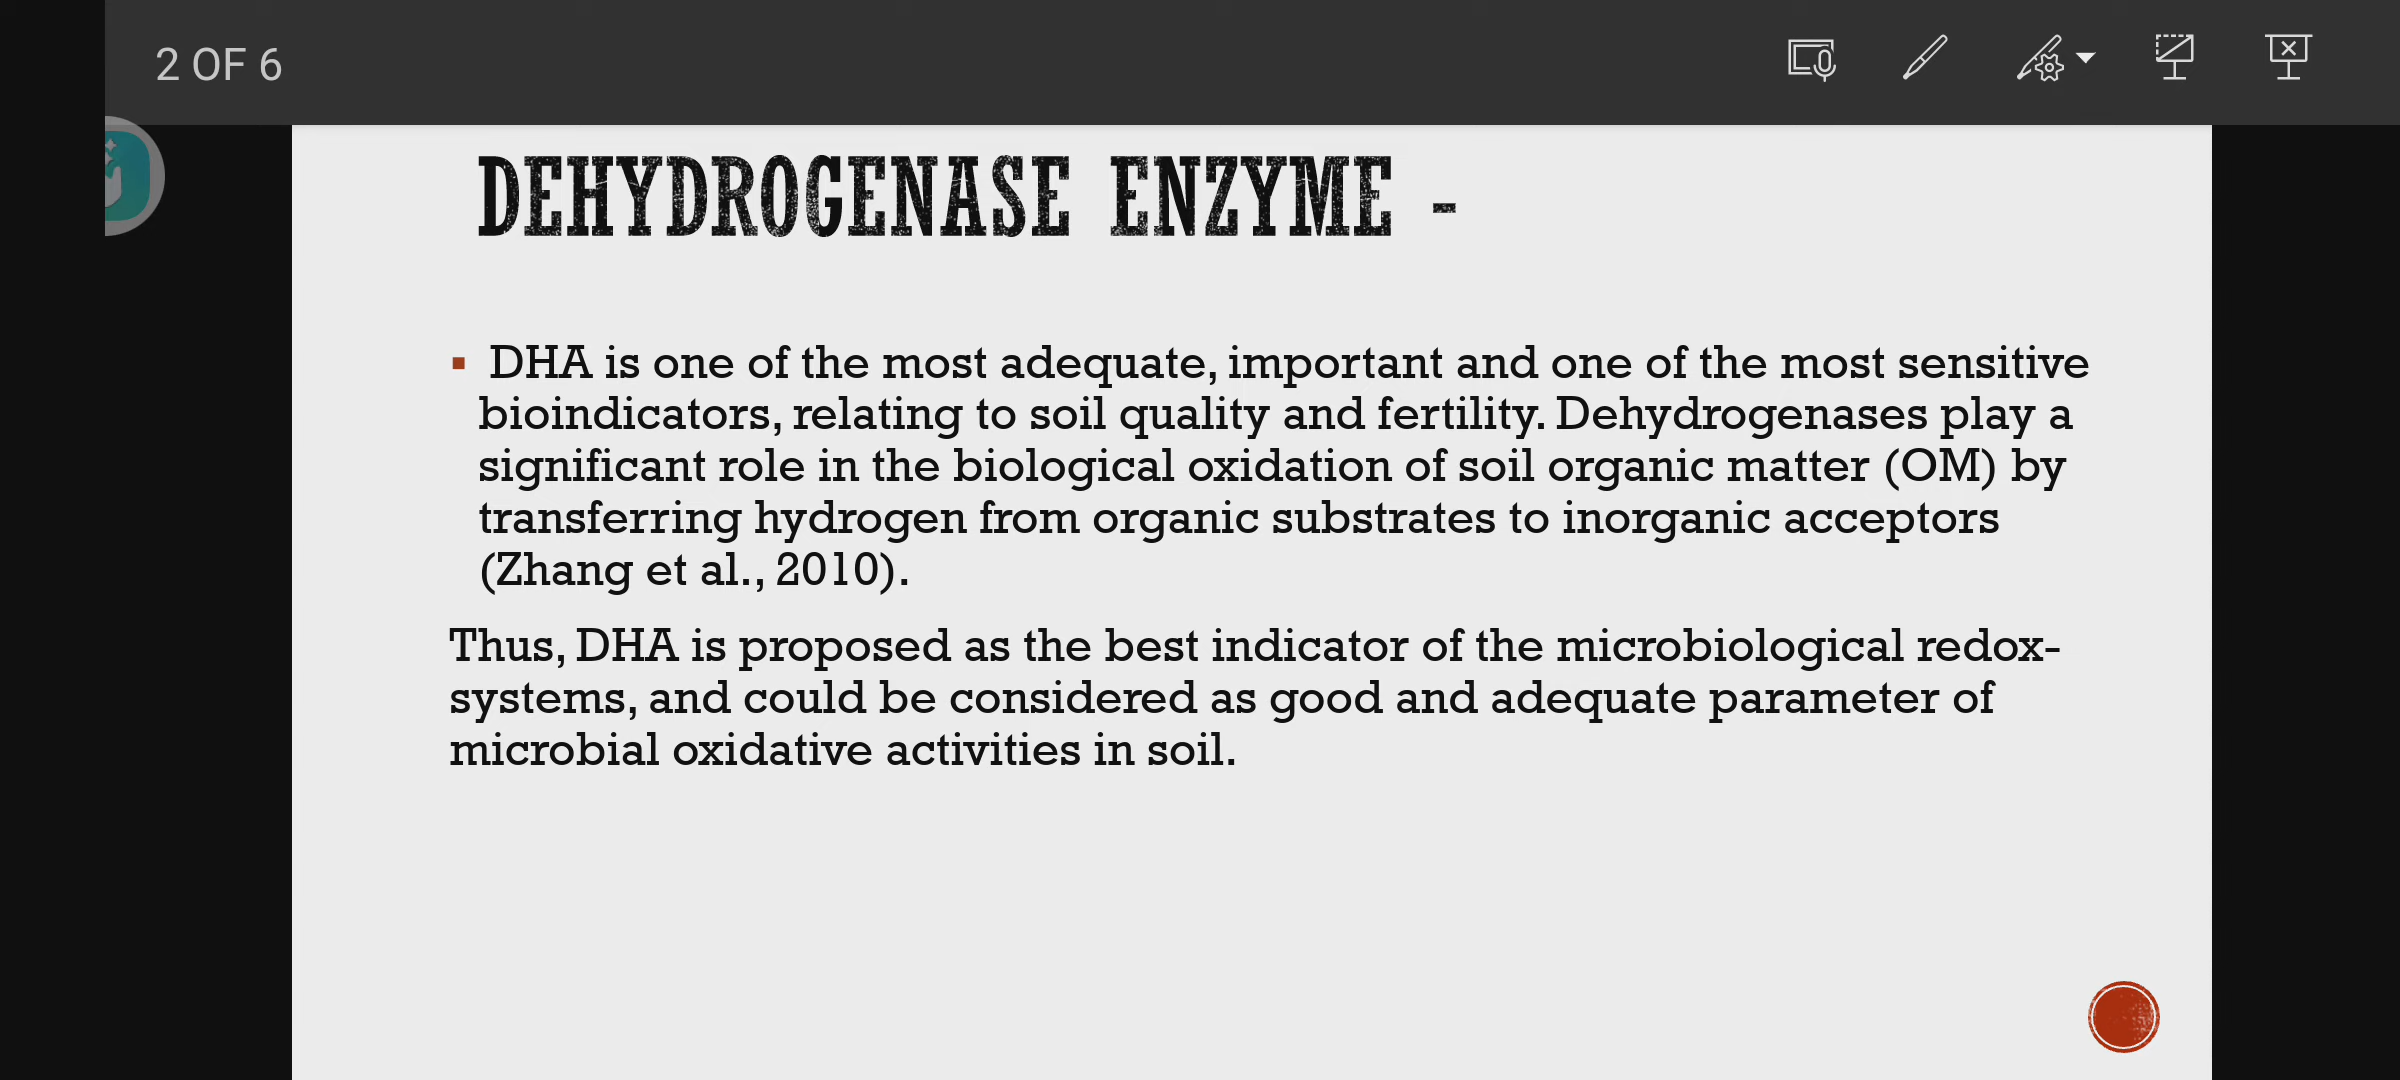 2 OF 6
DEHYDROGENASE ENZYME -
▪ DHA is one of the most adequate, important and one of the most sensitive
bioindicators, relating to soil quality and fertility. Dehydrogenases play a
significant role in the biological oxidation of soil organic matter (OM) by
transferring hydrogen from organic substrates to inorganic acceptors
(Zhang et al., 2010).
Thus, DHA is proposed as the best indicator of the microbiological redox-
systems, and could be considered as good and adequate parameter of
microbial oxidative activities in soil.